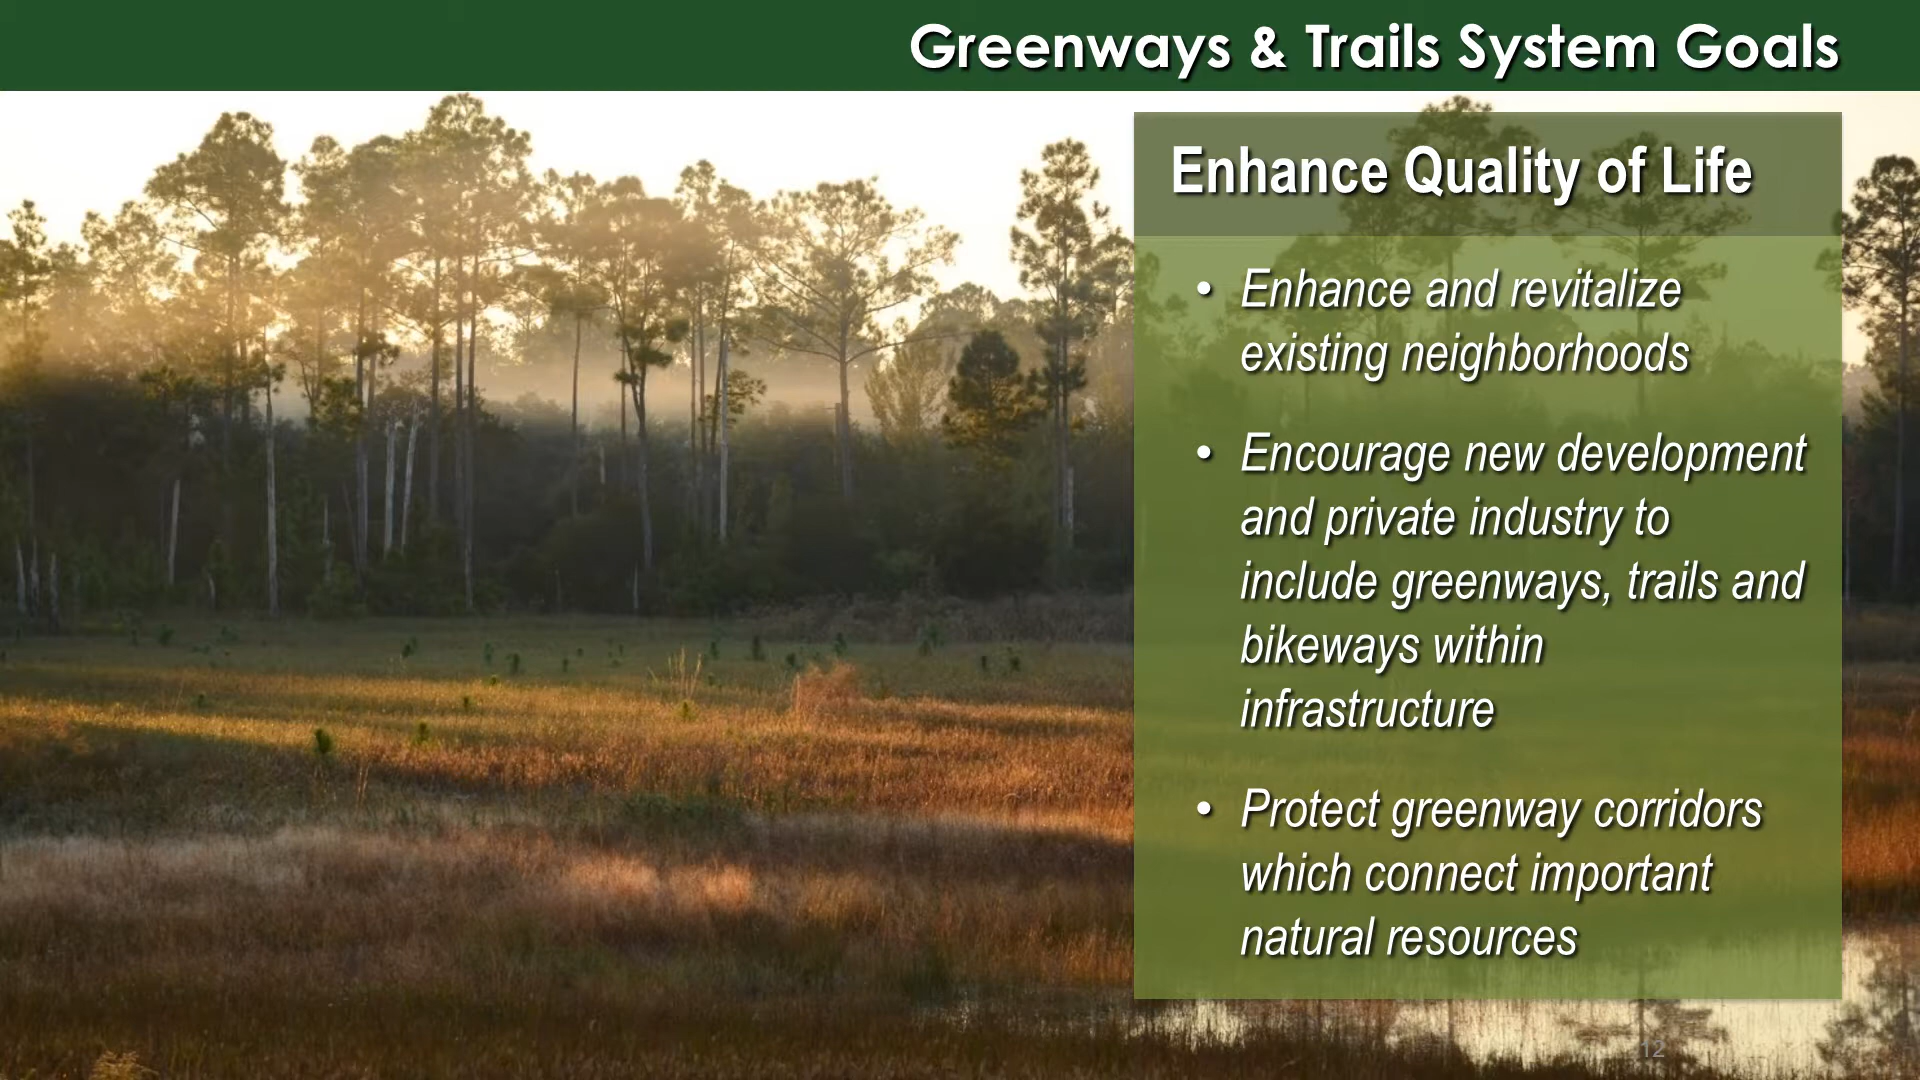 Greenways & Trails System Goals
Enhance Quality of Life
• Enhance and revitalize
existing neighborhoods
• Encourage new development
and private industry to
include greenways, trails and
bikeways within
infrastructure
• Protect greenway corridors
which connect important
natural resources
12